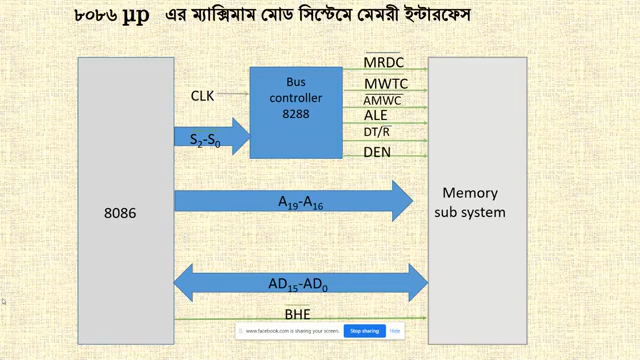 ৮০৮৬ µp এর ম্যাক্সিমাম মোড সিস্টেমে মেমরী ইন্টারফেস
MRDC
Bus
controller
8288
MWTC
CLK
AMWC
ALE
DT/R
S2-S0
DEN
8086
A19-A16
Memory
sub system
AD15-AD0
BHE
www.facebook.com is sharing your screen. Stop sharing Hide